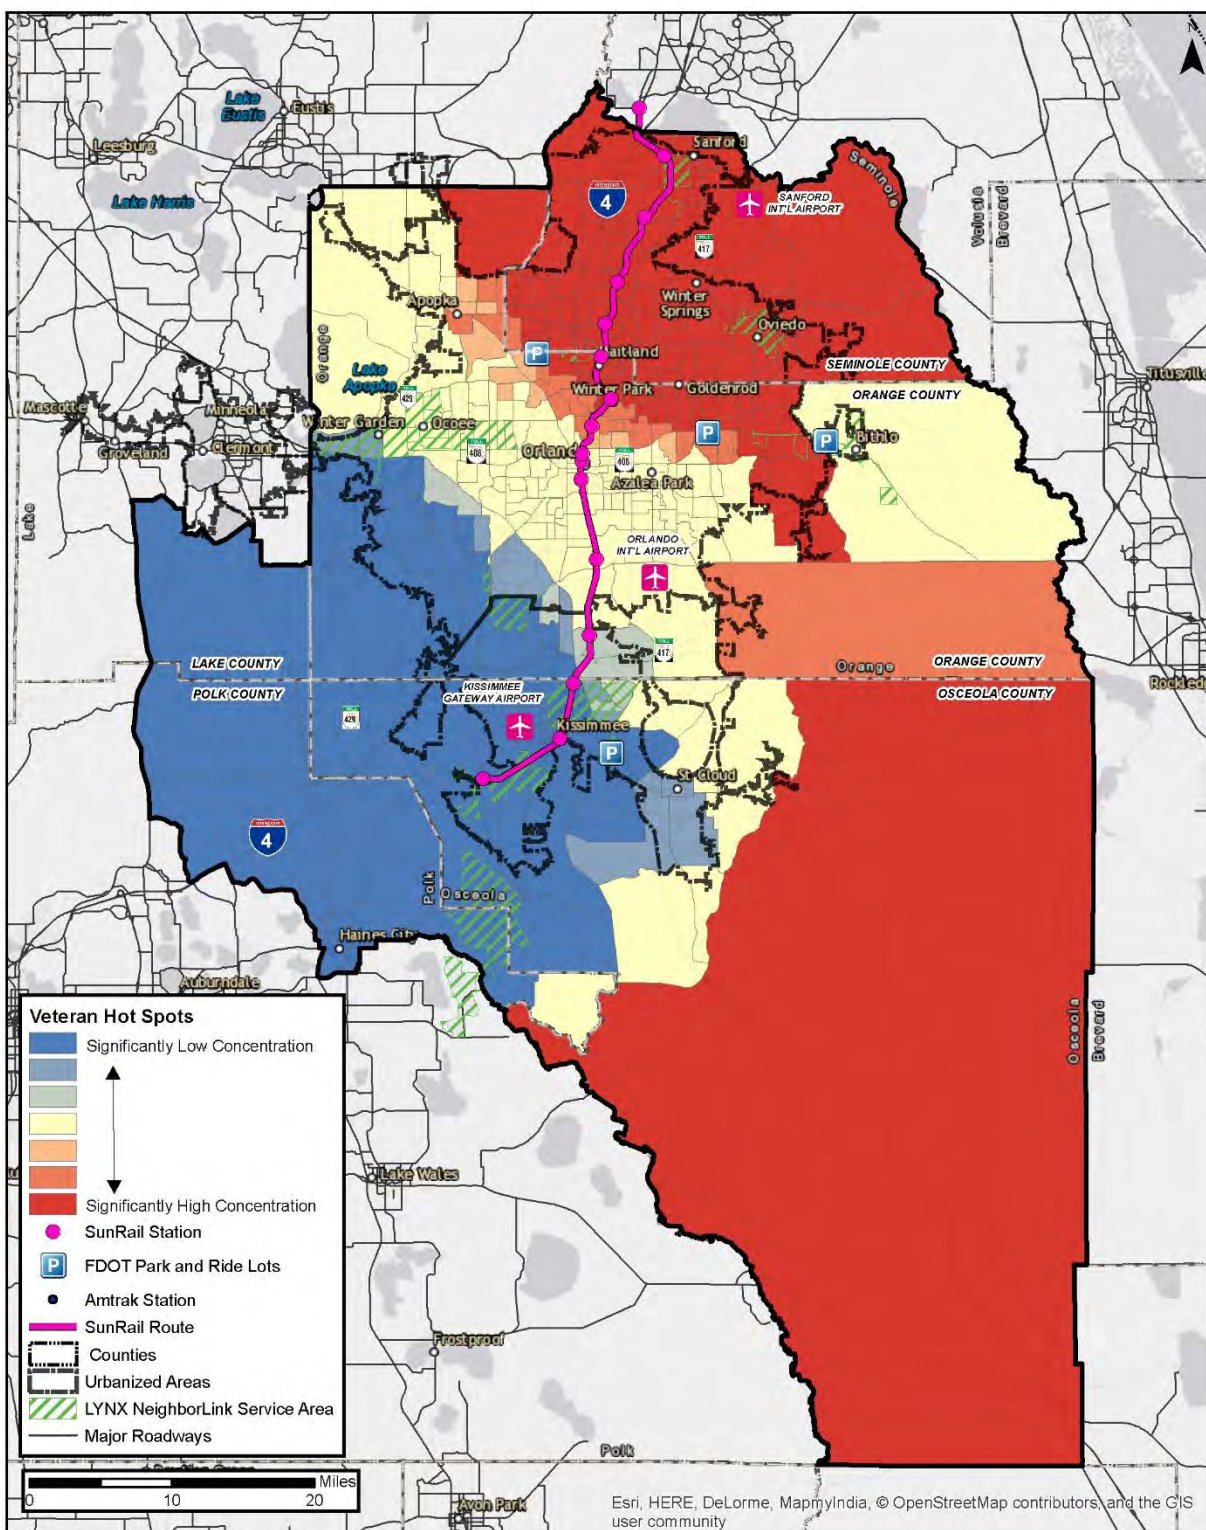 Lake
Eustis
Eustis
Leesburg
Lake Harris
Sanford
Seminole
INTERSTATE
4
SANFORD
INT'L AIRPORT
Volusia
Brevard
TOLL
417
Winter
Springs
Apopka
Oviedo
Orange
Maitland
SEMINOLE COUNTY
Lake
Apopka
Winter Park
Goldenrod
ORANGE COUNTY
Titusville
429
Mascotte
Minneola
Winter Garden
Ocoee
Groveland
Clermont
TOLL
408
Orlando
TOLL
408
Bithlo
Azalea Park
Lake
ORLANDO
INT'L AIRPORT
TOLL
417
LAKE COUNTY
Orange
ORANGE COUNTY
POLK COUNTY
KISSIMMEE
GATEWAY AIRPORT
OSCEOLA COUNTY
Rockledge
429
Kissimmee
P
St Cloud
INTERSTATE
4
Polk
Osceola
Haines City
Auburndale
Osceola
Brevard
Veteran Hot Spots
Significantly Low Concentration
Significantly High Concentration
SunRail Station
P
FDOT Park and Ride Lots
Amtrak Station
SunRail Route
Counties
Urbanized Areas
LYNX NeighborLink Service Area
Major Roadways
Lake Wales
Frostproof
Polk
Miles
0
10
20
Avon Park
Esri, HERE, DeLorme, MapmyIndia, © OpenStreetMap contributors, and the GIS
user community